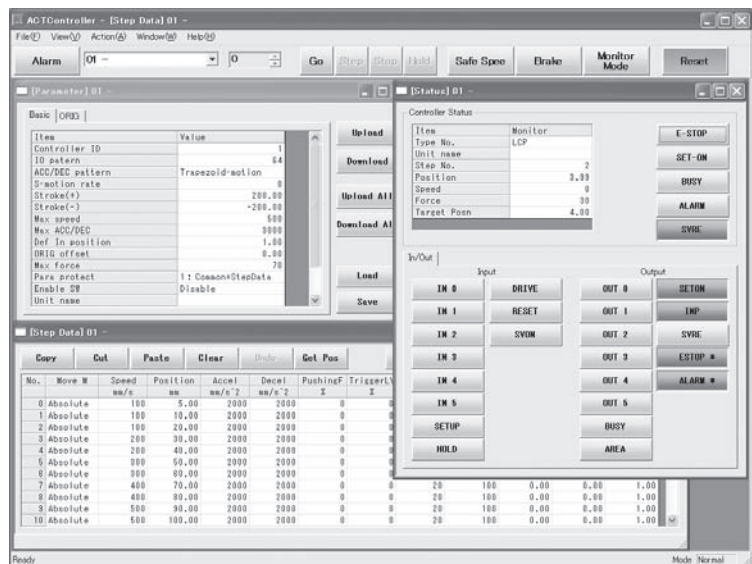 ACTController - [Step Data] 01 -
File(F) View(V) Action(A) Window(W) Help(H)
Alarm 01 - 0 Go Step Stop Hold Safe Spee Brake Monitor Mode Reset
[Parameter] 01 -
Basic ORIG
Item Value
Controller ID 1
IO patern 64
ACC/DEC pattern Trapezoid-motion
S-motion rate 0
Stroke(+) 200.00
Stroke(-) -200.00
Max speed 500
Max ACC/DEC 3000
Def In position 1.00
ORIG offset 0.00
Max force 70
Para protect 1: Common+StepData
Enable SW Disable
Unit name
Upload
Download
Upload All
Download Al
Load
Save
[Status] 01 -
Controller Status
Item Monitor
Type No. LCP
Unit name
Step No. 2
Position 3.99
Speed 0
Force 30
Target Posn 4.00
E-STOP
SET-ON
BUSY
ALARM
SVRE
In/Out
Input Output
IN 0 DRIVE OUT 0 SETON
IN 1 RESET OUT 1 INP
IN 2 SVON OUT 2 SVRE
IN 3 OUT 3 ESTOP *
IN 4 OUT 4 ALARM *
IN 5 OUT 5
SETUP BUSY
HOLD AREA
[Step Data] 01 -
Copy Cut Paste Clear Undo Get Pos
No. Move M Speed Position Accel Decel PushingF TriggerLV
mm/s mm mm/s^2 mm/s^2 % %
0 Absolute 100 5.00 2000 2000 0 0
1 Absolute 100 10.00 2000 2000 0 0
2 Absolute 100 20.00 2000 2000 0 0
3 Absolute 200 30.00 2000 2000 0 0
4 Absolute 200 40.00 2000 2000 0 0
5 Absolute 300 50.00 2000 2000 0 0
6 Absolute 300 60.00 2000 2000 0 0
7 Absolute 400 70.00 2000 2000 0 0 20 100 0.00 0.00 1.00
8 Absolute 400 80.00 2000 2000 0 0 20 100 0.00 0.00 1.00
9 Absolute 500 90.00 2000 2000 0 0 20 100 0.00 0.00 1.00
10 Absolute 500 100.00 2000 2000 0 0 20 100 0.00 0.00 1.00
Ready Mode Normal